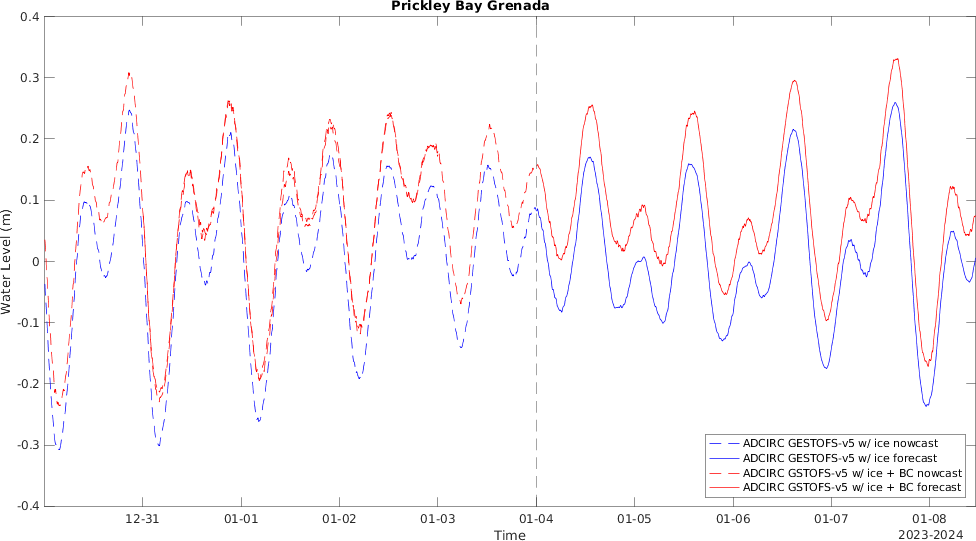 Prickley Bay Grenada
0.4
0.3
0.2
0.1
0
-0.1
-0.2
-0.3
-0.4
Water Level (m)
12-31
01-01
01-02
01-03
01-04
01-05
01-06
01-07
01-08
Time
2023-2024
ADCIRC GESTOFS-v5 w/ ice nowcast
ADCIRC GESTOFS-v5 w/ ice forecast
ADCIRC GSTOFS-v5 w/ ice + BC nowcast
ADCIRC GSTOFS-v5 w/ ice + BC forecast